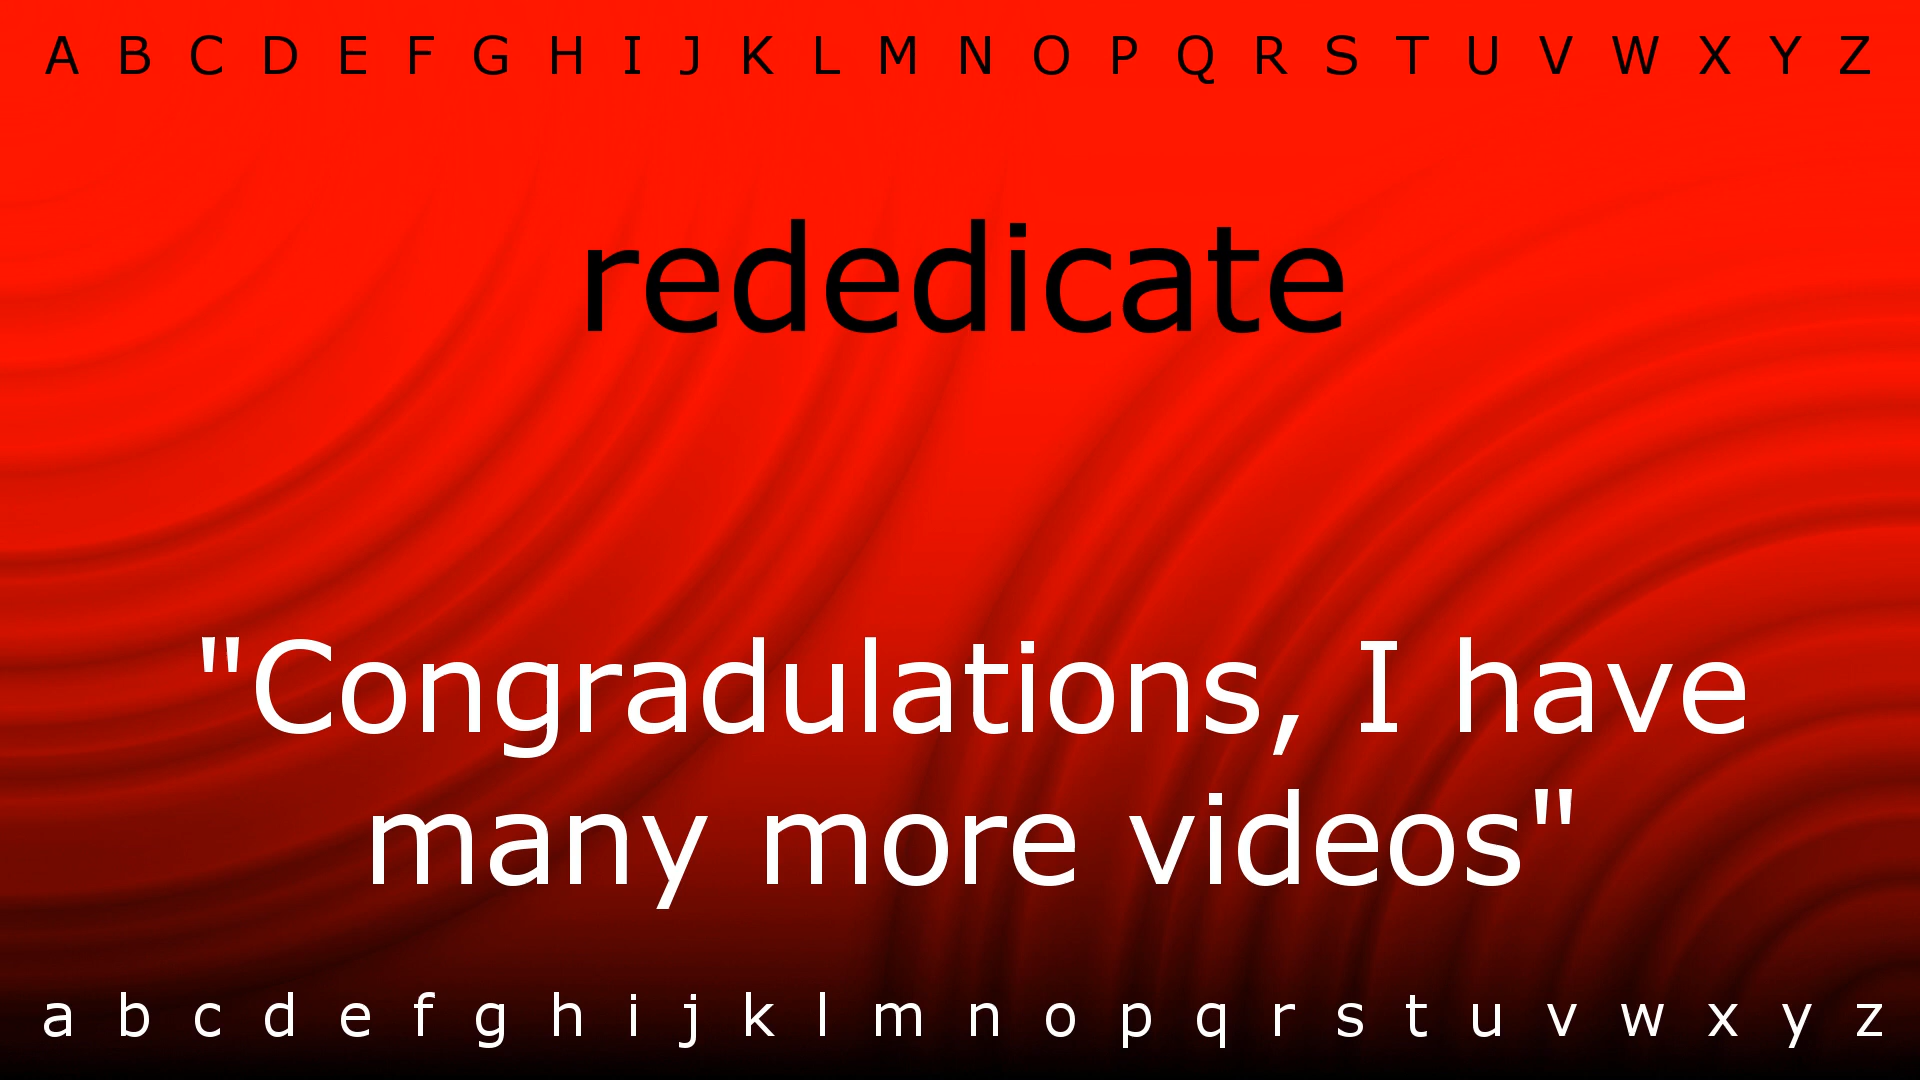 A B C D E F G H I J K L M N O P Q R S T U V W X Y Z
rededicate
"Congradulations, I have
many more videos"
a b c d e f g h i j k l m n o p q r s t u v w x y z